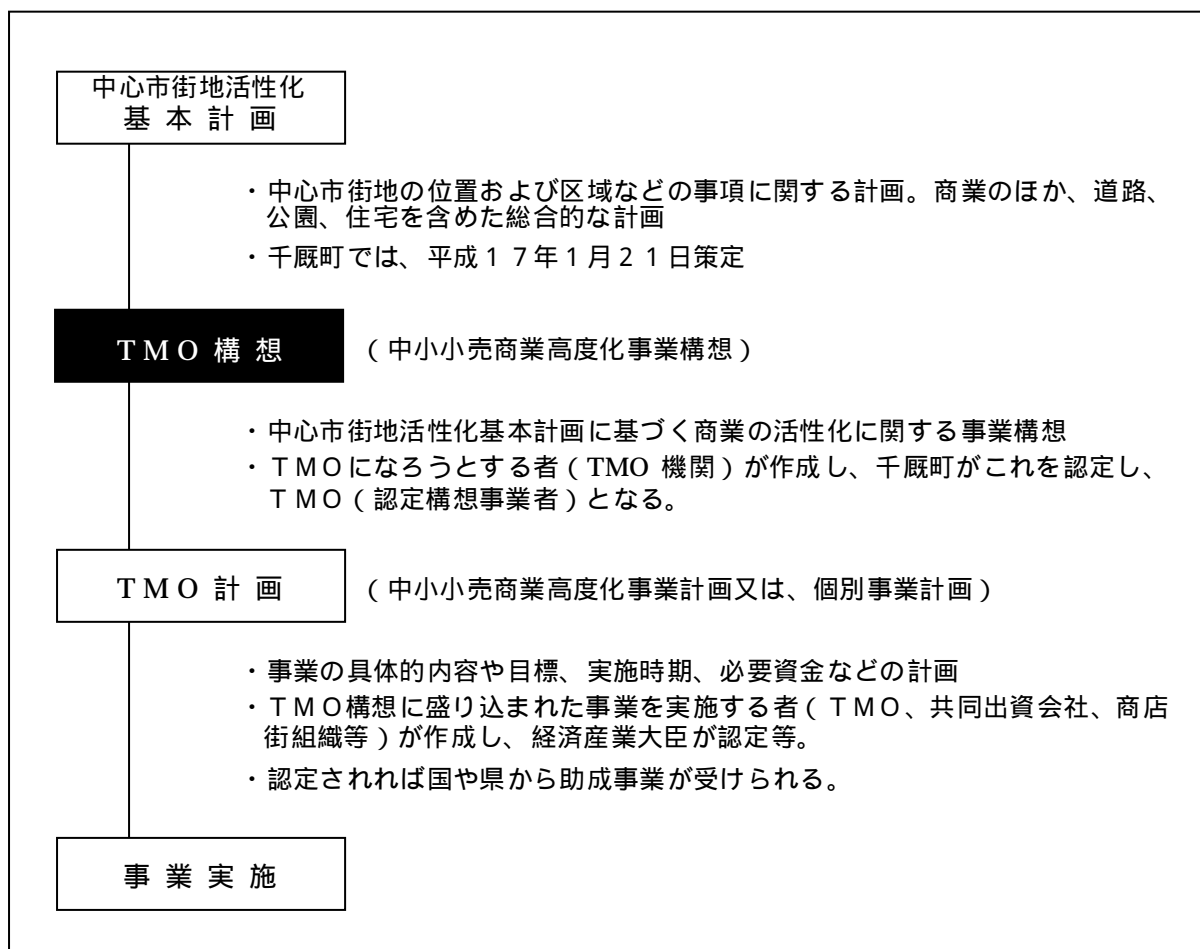 中心市街地活性化
基 本 計 画
・中心市街地の位置および区域などの事項に関する計画。商業のほか、道路、
公園、住宅を含めた総合的な計画
・千厩町では、平成１７年１月２１日策定
TMO 構 想 （中小小売商業高度化事業構想）
・中心市街地活性化基本計画に基づく商業の活性化に関する事業構想
・ＴＭＯになろうとする者（TMO 機関）が作成し、千厩町がこれを認定し、
ＴＭＯ（認定構想事業者）となる。
TMO 計 画 （中小小売商業高度化事業計画又は、個別事業計画）
・事業の具体的内容や目標、実施時期、必要資金などの計画
・ＴＭＯ構想に盛り込まれた事業を実施する者（ＴＭＯ、共同出資会社、商店
街組織等）が作成し、経済産業大臣が認定等。
・認定されれば国や県から助成事業が受けられる。
事 業 実 施